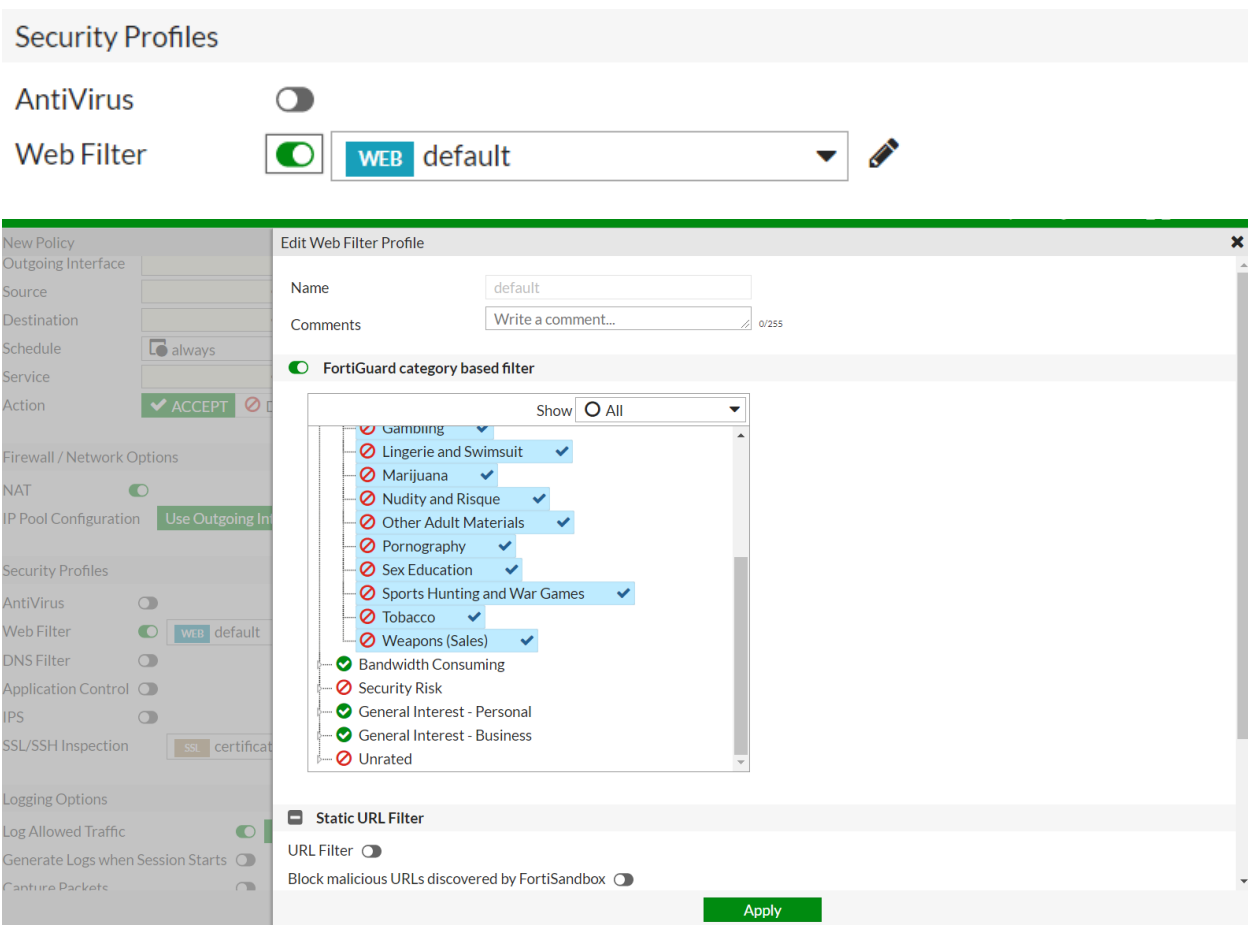 Security Profiles
AntiVirus
Web Filter WEB default
New Policy
Outgoing Interface
Source
Destination
Schedule always
Service
Action ACCEPT
Firewall / Network Options
NAT
IP Pool Configuration Use Outgoing
Security Profiles
AntiVirus
Web Filter WEB default
DNS Filter
Application Control
IPS
SSL/SSH Inspection SSL
Logging Options
Log Allowed Traffic
Generate Logs when Session Starts
Capture Packets
Edit Web Filter Profile
Name default
Comments Write a comment... 0/255
FortiGuard category based filter
Show All
Gambling
Lingerie and Swimsuit
Marijuana
Nudity and Risque
Other Adult Materials
Pornography
Sex Education
Sports Hunting and War Games
Tobacco
Weapons (Sales)
Bandwidth Consuming
Security Risk
General Interest - Personal
General Interest - Business
Unrated
Static URL Filter
URL Filter
Block malicious URLs discovered by FortiSandbox
Apply